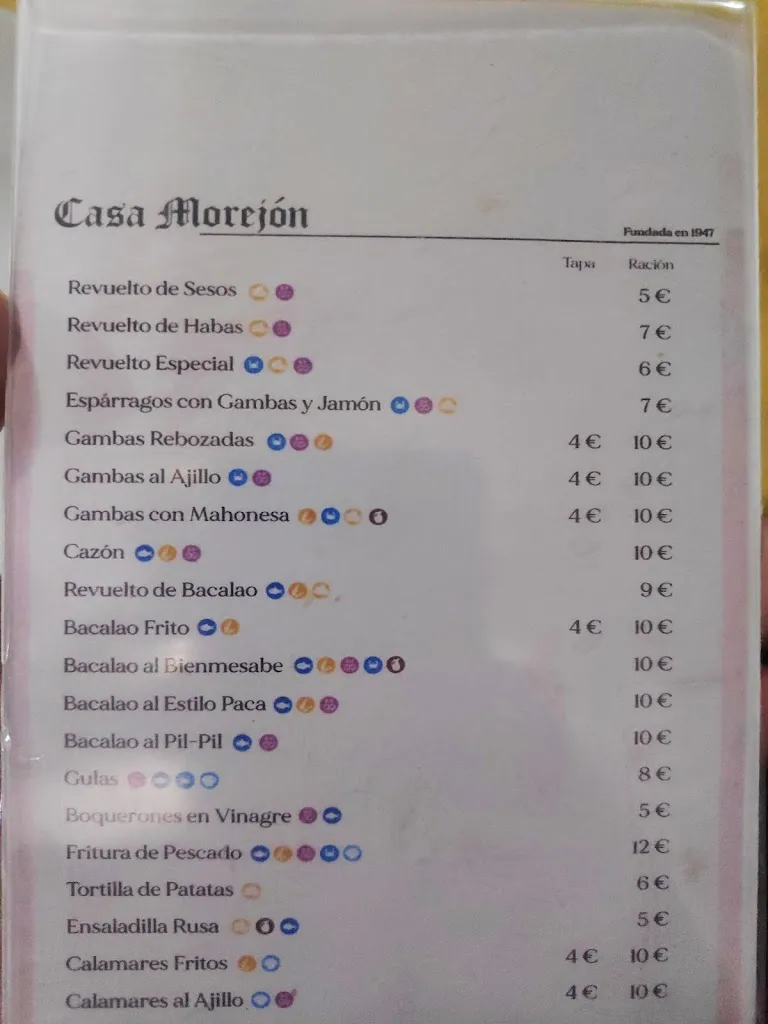 Casa Morejón
Fundada en 1947
Tapa Ración
Revuelto de Sesos 5 €
Revuelto de Habas 7 €
Revuelto Especial 6 €
Espárragos con Gambas y Jamón 7 €
Gambas Rebozadas 4 € 10 €
Gambas al Ajillo 4 € 10 €
Gambas con Mahonesa 4 € 10 €
Cazón 10 €
Revuelto de Bacalao 9 €
Bacalao Frito 4 € 10 €
Bacalao al Bienmesabe 10 €
Bacalao al Estilo Paca 10 €
Bacalao al Pil-Pil 10 €
Gulas 8 €
Boquerones en Vinagre 5 €
Fritura de Pescado 12 €
Tortilla de Patatas 6 €
Ensaladilla Rusa 5 €
Calamares Fritos 4 € 10 €
Calamares al Ajillo 4 € 10 €